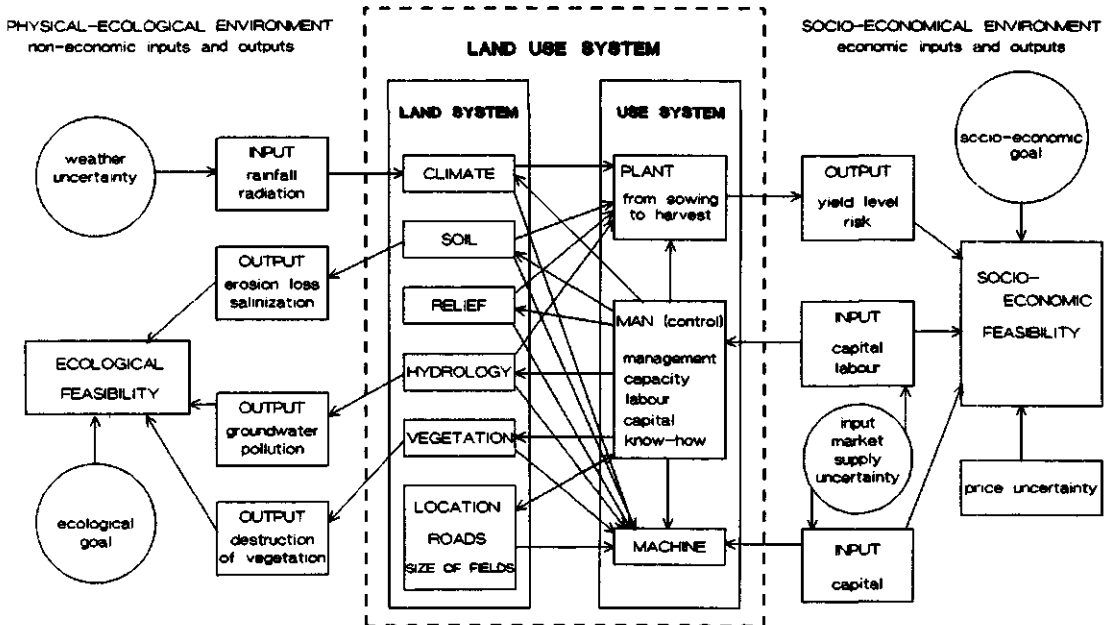 PHYSICAL-ECOLOGICAL ENVIRONMENT
non-economic inputs and outputs
LAND USE SYSTEM
SOCIO-ECONOMICAL ENVIRONMENT
economic inputs and outputs
weather
uncertainty
INPUT
rainfall
radiation
OUTPUT
erosion loss
salinization
ECOLOGICAL
FEASIBILITY
OUTPUT
groundwater
pollution
ecological
goal
OUTPUT
destruction
of vegetation
LAND SYSTEM
CLIMATE
SOIL
RELIEF
HYDROLOGY
VEGETATION
LOCATION
ROADS
SIZE OF FIELDS
USE SYSTEM
PLANT
from sowing
to harvest
MAN (control)
management
capacity
labour
capital
know-how
MACHINE
OUTPUT
yield level
risk
INPUT
capital
labour
input
market
supply
uncertainty
INPUT
capital
socio-economic
goal
SOCIO-
ECONOMIC
FEASIBILITY
price uncertainty